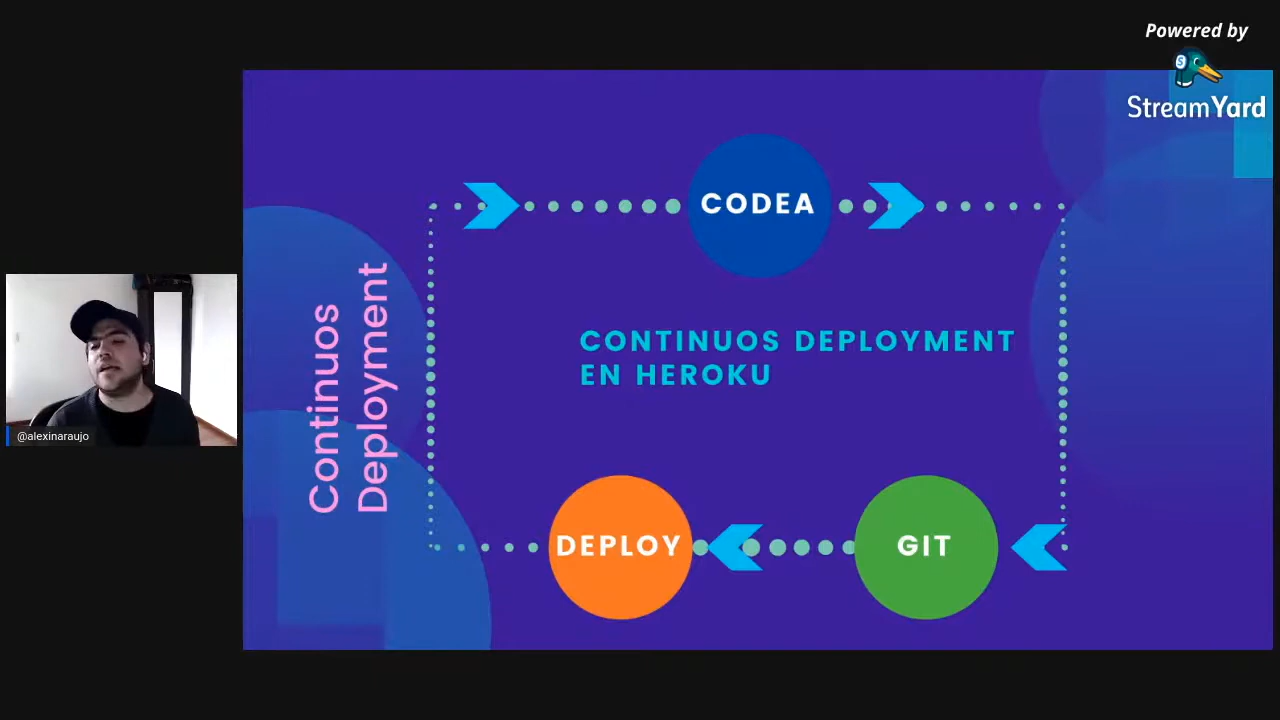 Powered by
StreamYard
CODEA
Continuos
Deployment
CONTINUOS DEPLOYMENT
EN HEROKU
@alexinaraujo
DEPLOY
GIT